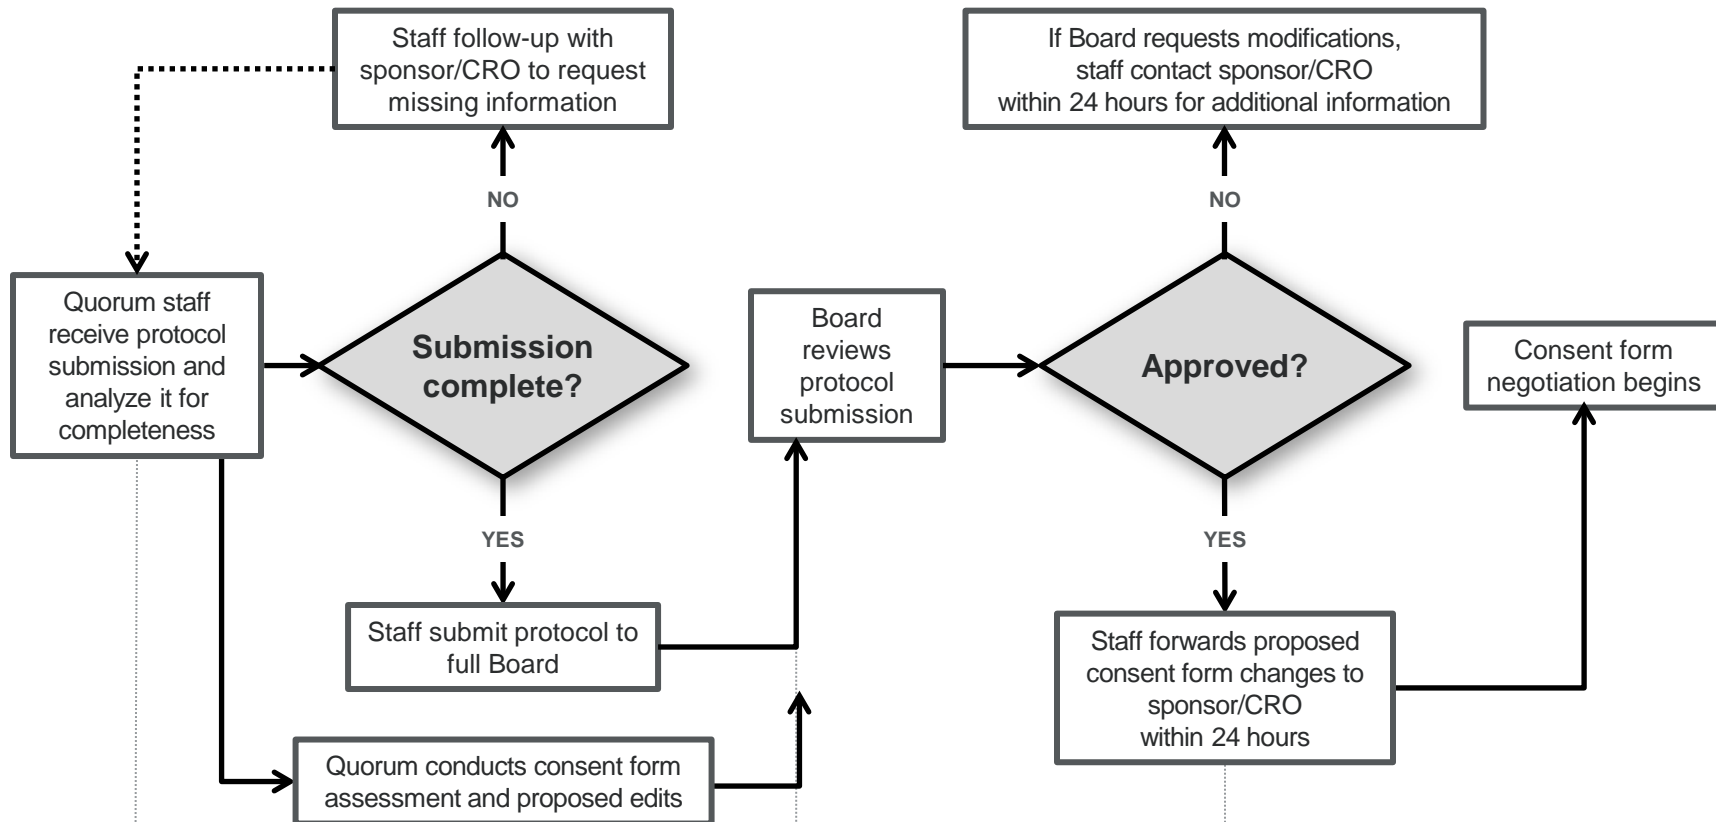 Staff follow-up with
sponsor/CRO to request
missing information
If Board requests modifications,
staff contact sponsor/CRO
within 24 hours for additional information
NO
NO
Quorum staff
receive protocol
submission and
analyze it for
completeness
Submission
complete?
Board
reviews
protocol
submission
Approved?
Consent form
negotiation begins
YES
YES
Staff submit protocol to
full Board
Staff forwards proposed
consent form changes to
sponsor/CRO
within 24 hours
Quorum conducts consent form
assessment and proposed edits